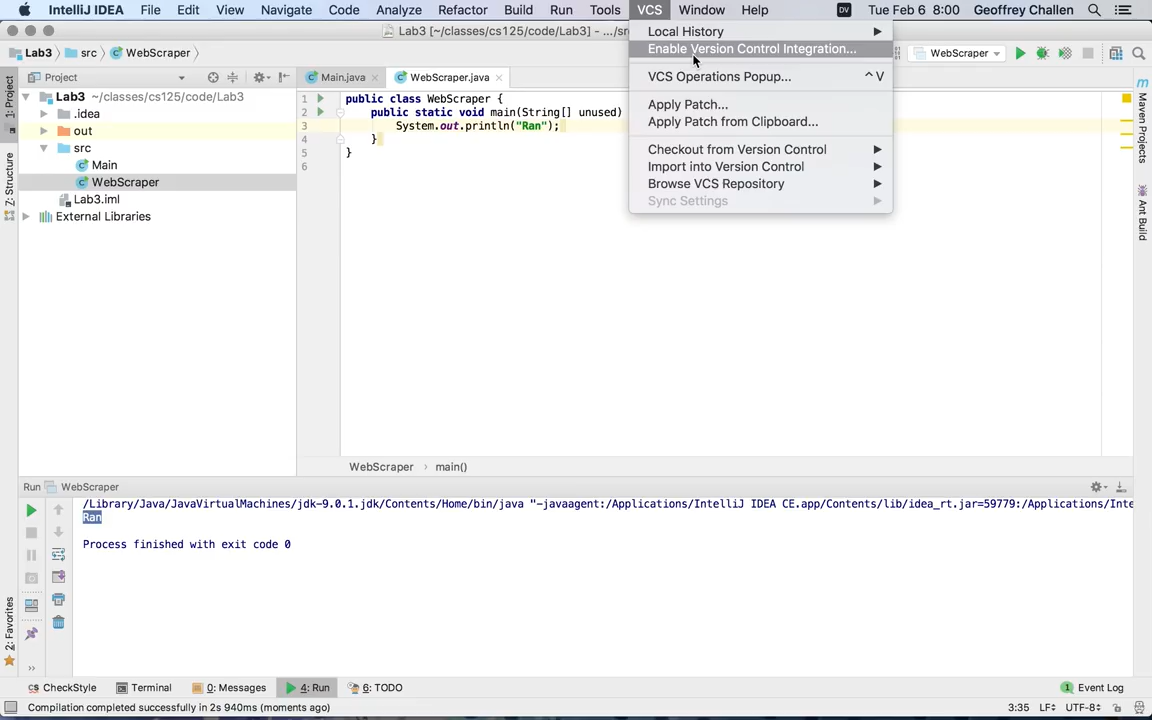 IntelliJ IDEA File Edit View Navigate Code Analyze Refactor Build Run Tools VCS Window Help DV Tue Feb 6 8:00 Geoffrey Challen
Lab3 [~/classes/cs125/code/Lab3] - .../src
Lab3 src WebScraper WebScraper
Project Main.java WebScraper.java
Lab3 ~/classes/cs125/code/Lab3
.idea
out
src
Main
WebScraper
Lab3.iml
External Libraries
1: Project
7: Structure
2: Favorites
1 public class WebScraper {
2 public static void main(String[] unused)
3 System.out.println("Ran");
4 }
5 }
6
Local History
Enable Version Control Integration...
VCS Operations Popup... ^V
Apply Patch...
Apply Patch from Clipboard...
Checkout from Version Control
Import into Version Control
Browse VCS Repository
Sync Settings
m Maven Projects
Ant Build
WebScraper › main()
Run WebScraper
/Library/Java/JavaVirtualMachines/jdk-9.0.1.jdk/Contents/Home/bin/java "-javaagent:/Applications/IntelliJ IDEA CE.app/Contents/lib/idea_rt.jar=59779:/Applications/Inte
Ran
Process finished with exit code 0
CheckStyle Terminal 0: Messages 4: Run 6: TODO 1 Event Log
Compilation completed successfully in 2s 940ms (moments ago) 3:35 LF÷ UTF-8÷